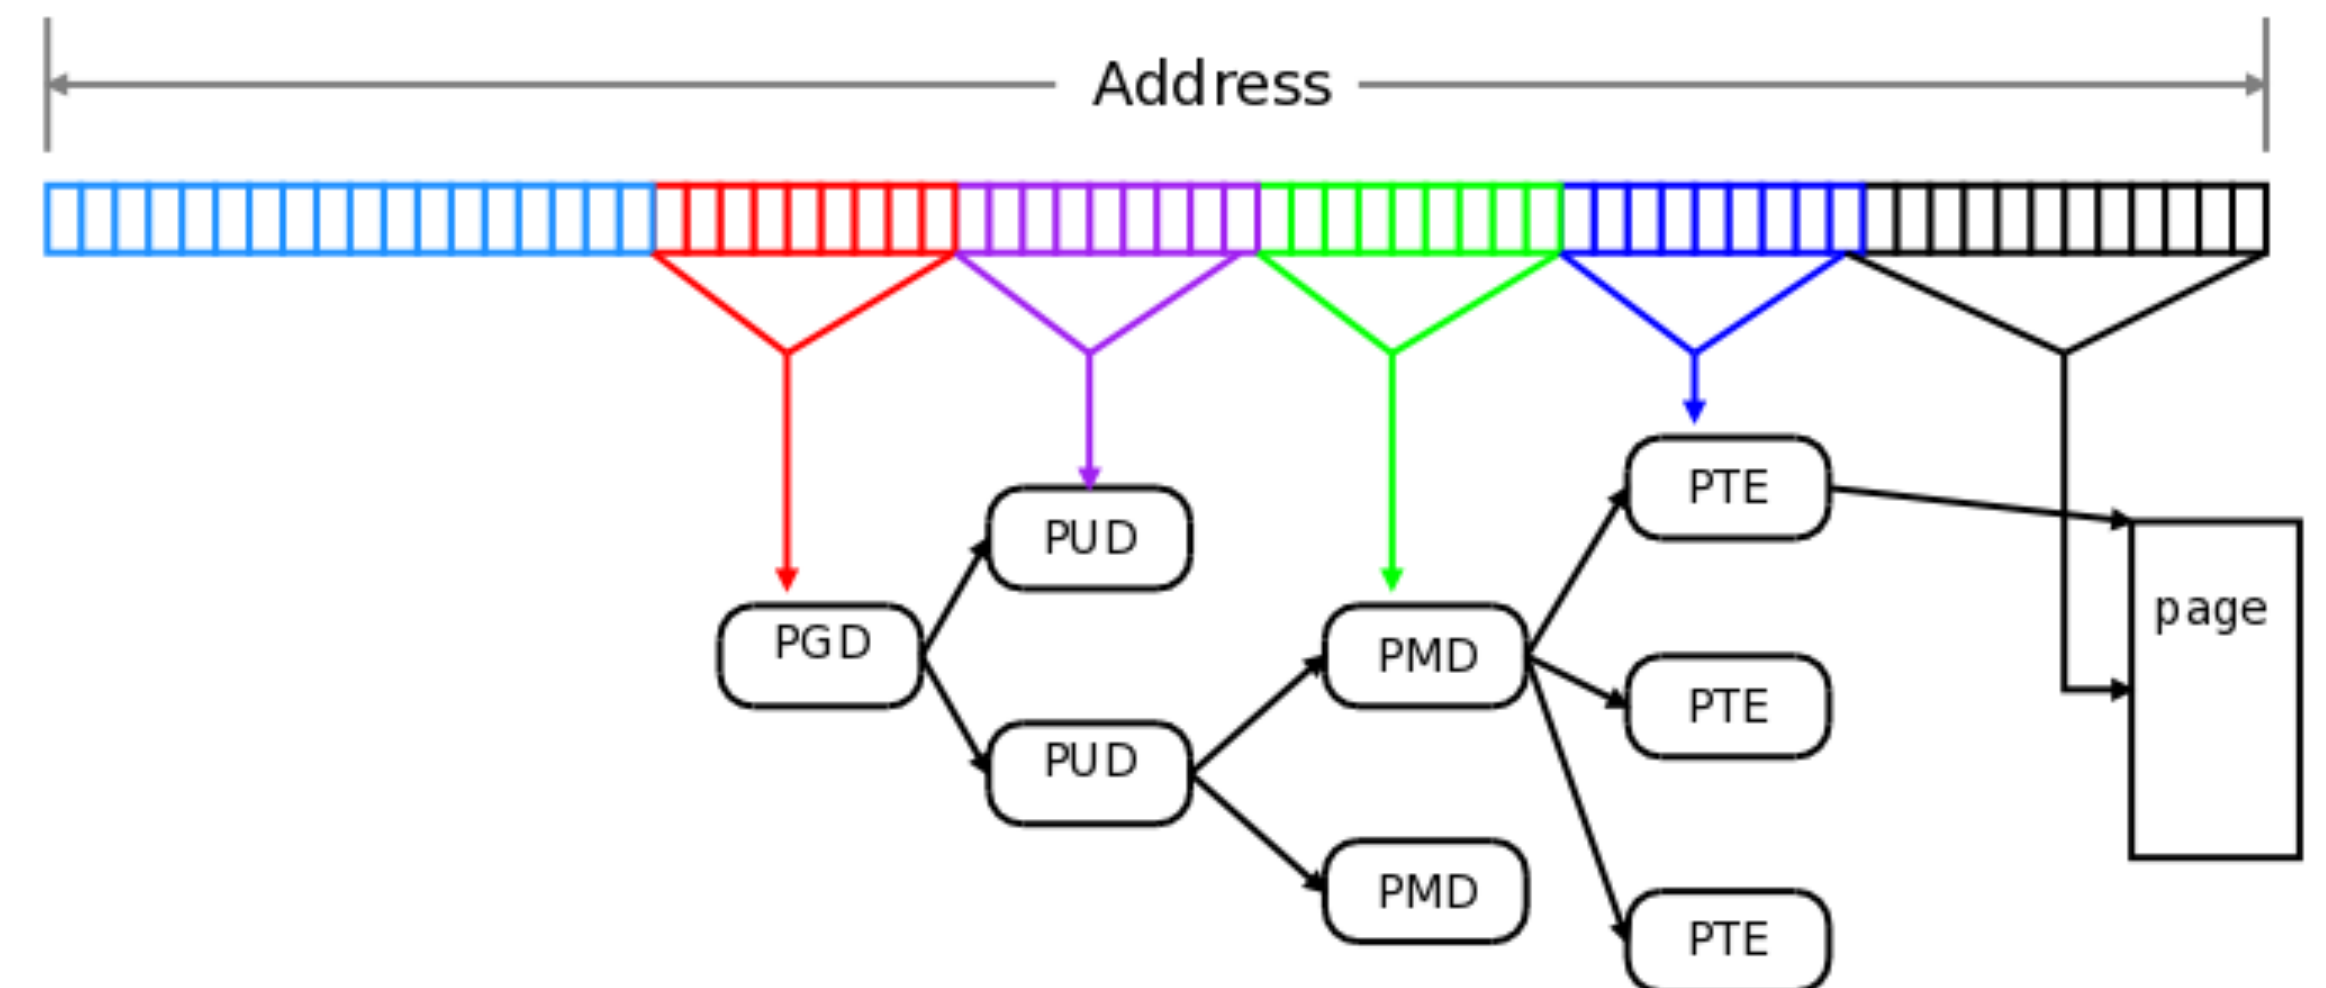 Address
PTE
PUD
page
PGD
PMD
PTE
PUD
PMD
PTE